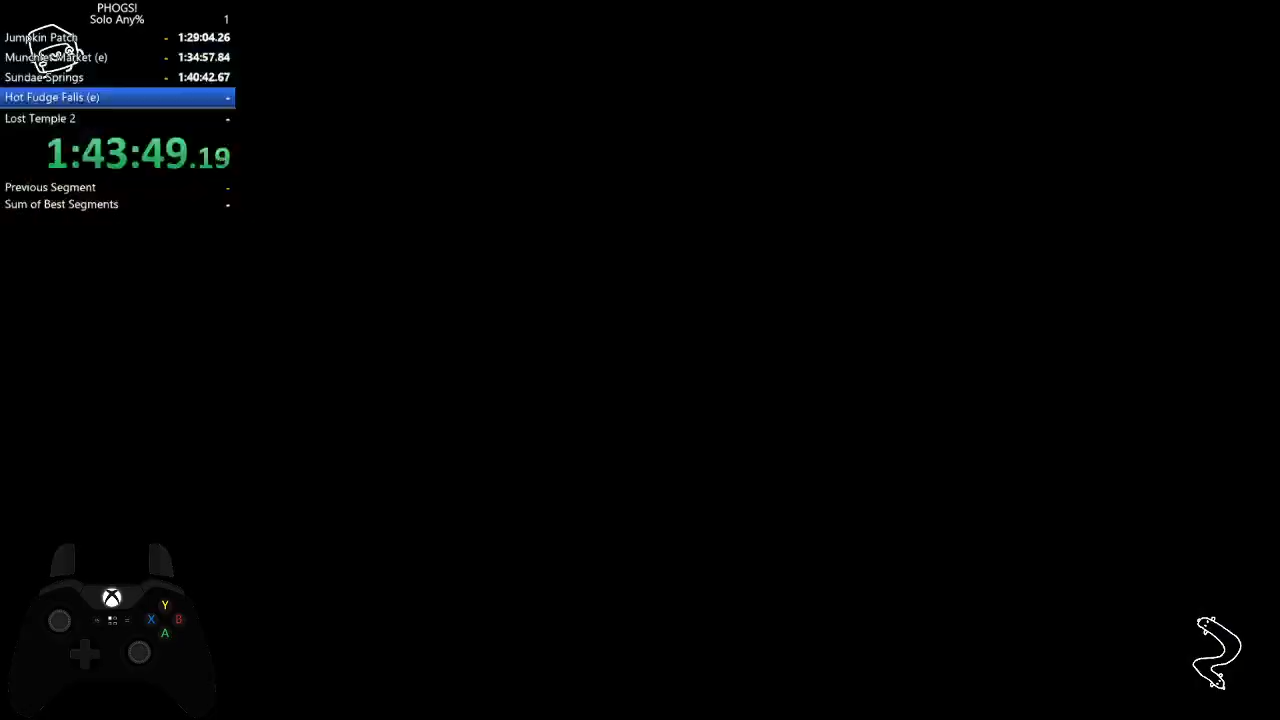 PHOGS!
Solo Any% 1
Jumpkin Patch - 1:29:04.26
Munchie Market (e) - 1:34:57.84
Sundae Springs - 1:40:42.67
Hot Fudge Falls (e) -
Lost Temple 2 -
1:43:49.19
Previous Segment -
Sum of Best Segments -
Y
X B
A